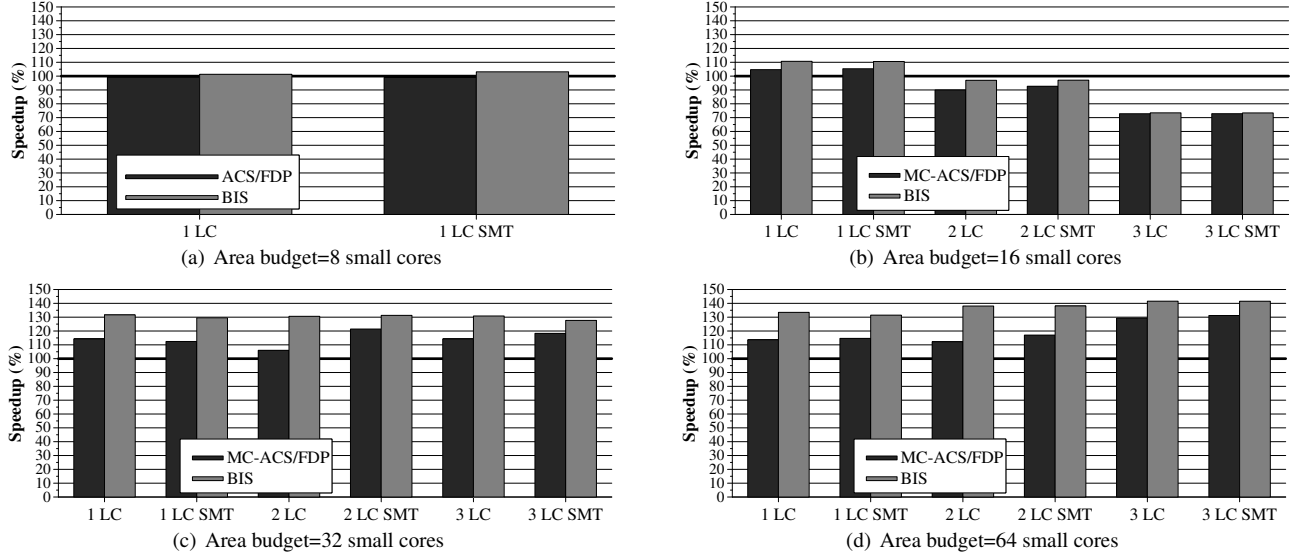 150
140
130
120
110
100
90
80
70
60
50
40
30
20
10
0
Speedup (%)
ACS/FDP
BIS
1 LC
1 LC SMT
(a) Area budget=8 small cores
150
140
130
120
110
100
90
80
70
60
50
40
30
20
10
0
Speedup (%)
MC-ACS/FDP
BIS
1 LC
1 LC SMT
2 LC
2 LC SMT
3 LC
3 LC SMT
(b) Area budget=16 small cores
150
140
130
120
110
100
90
80
70
60
50
40
30
20
10
0
Speedup (%)
MC-ACS/FDP
BIS
1 LC
1 LC SMT
2 LC
2 LC SMT
3 LC
3 LC SMT
(c) Area budget=32 small cores
150
140
130
120
110
100
90
80
70
60
50
40
30
20
10
0
Speedup (%)
MC-ACS/FDP
BIS
1 LC
1 LC SMT
2 LC
2 LC SMT
3 LC
3 LC SMT
(d) Area budget=64 small cores